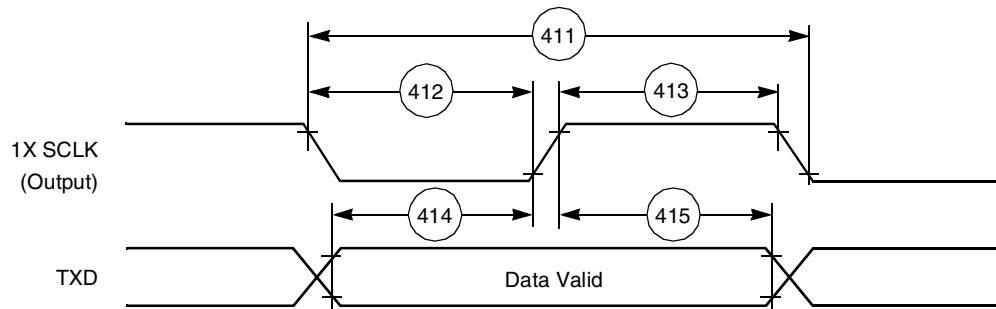 411
412
413
1X SCLK
(Output)
414
415
TXD
Data Valid